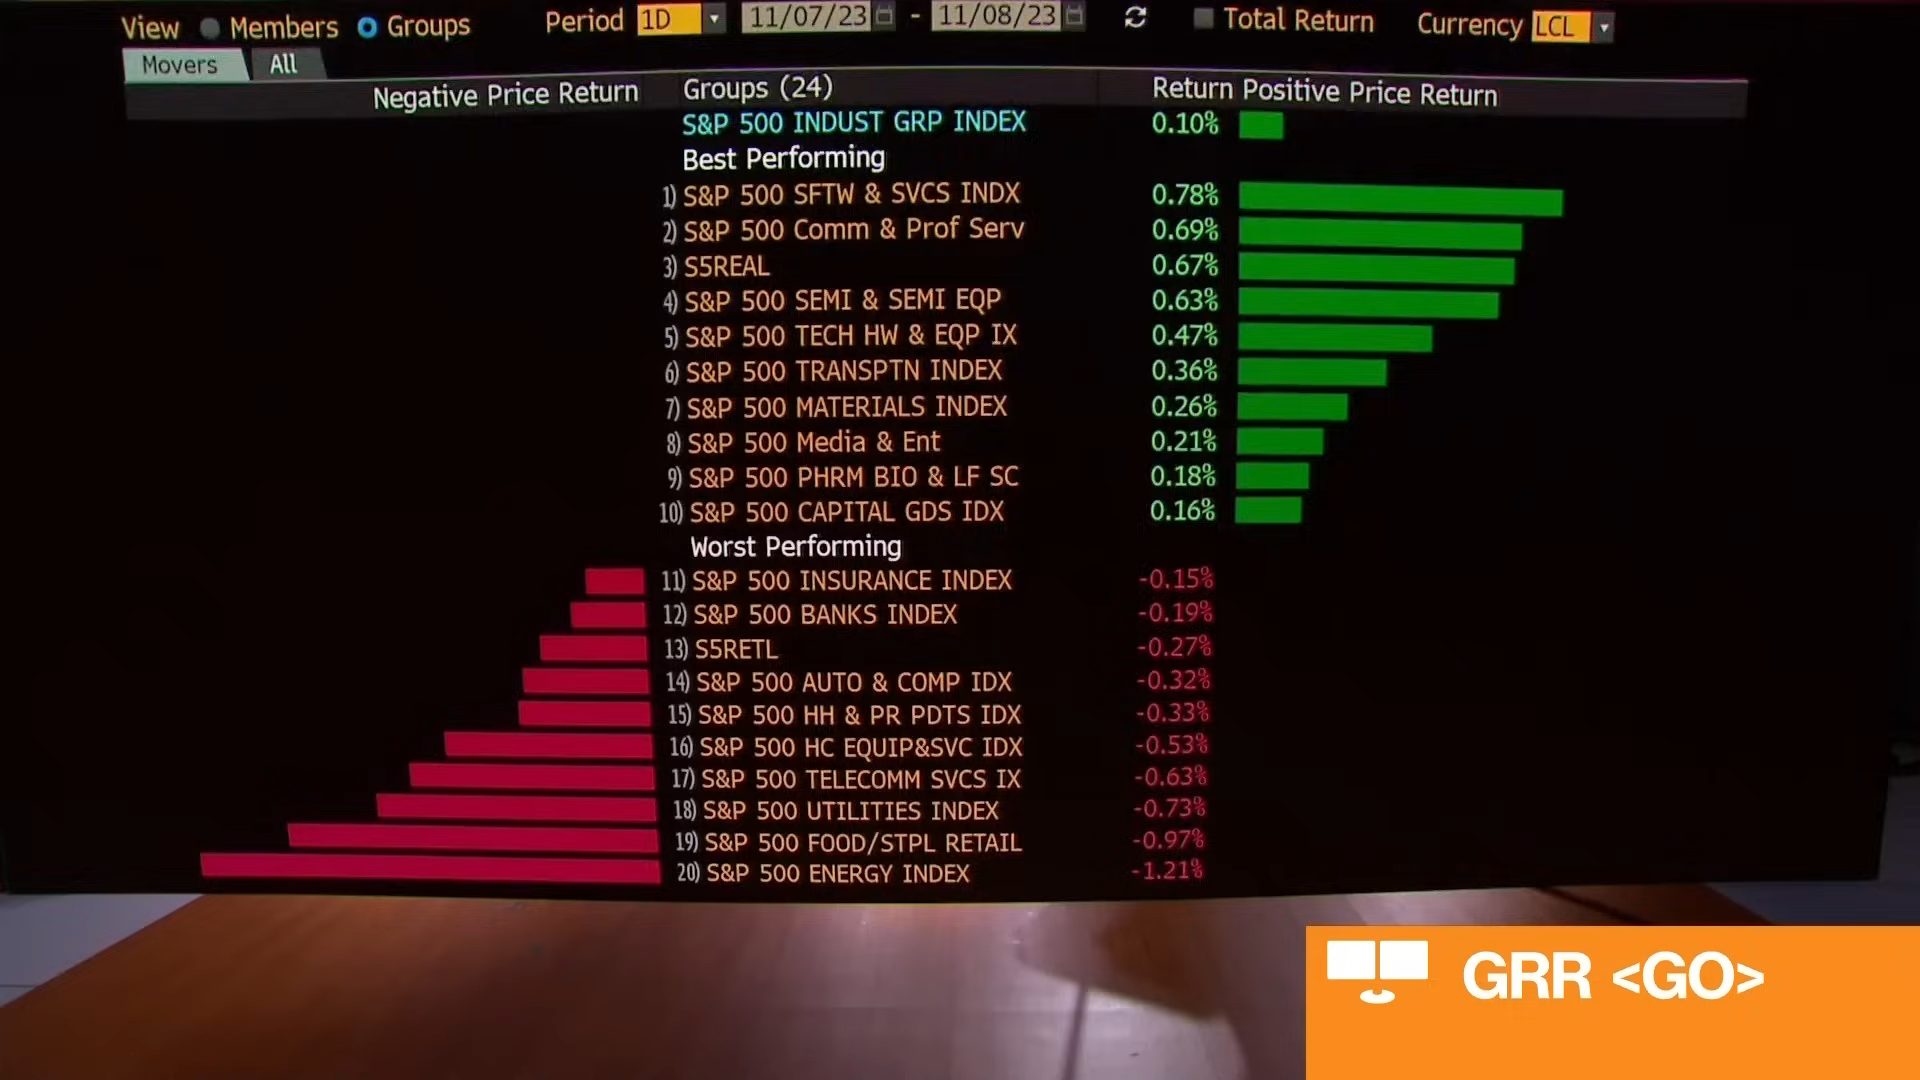 View Members Groups Period 1D 11/07/23 - 11/08/23 Total Return Currency LCL
Movers All
Negative Price Return Groups (24) Return Positive Price Return
S&P 500 INDUST GRP INDEX 0.10%
Best Performing
1) S&P 500 SFTW & SVCS INDX 0.78%
2) S&P 500 Comm & Prof Serv 0.69%
3) S5REAL 0.67%
4) S&P 500 SEMI & SEMI EQP 0.63%
5) S&P 500 TECH HW & EQP IX 0.47%
6) S&P 500 TRANSPTN INDEX 0.36%
7) S&P 500 MATERIALS INDEX 0.26%
8) S&P 500 Media & Ent 0.21%
9) S&P 500 PHRM BIO & LF SC 0.18%
10) S&P 500 CAPITAL GDS IDX 0.16%
Worst Performing
11) S&P 500 INSURANCE INDEX -0.15%
12) S&P 500 BANKS INDEX -0.19%
13) S5RETL -0.27%
14) S&P 500 AUTO & COMP IDX -0.32%
15) S&P 500 HH & PR PDTS IDX -0.33%
16) S&P 500 HC EQUIP&SVC IDX -0.53%
17) S&P 500 TELECOMM SVCS IX -0.63%
18) S&P 500 UTILITIES INDEX -0.73%
19) S&P 500 FOOD/STPL RETAIL -0.97%
20) S&P 500 ENERGY INDEX -1.21%
GRR <GO>